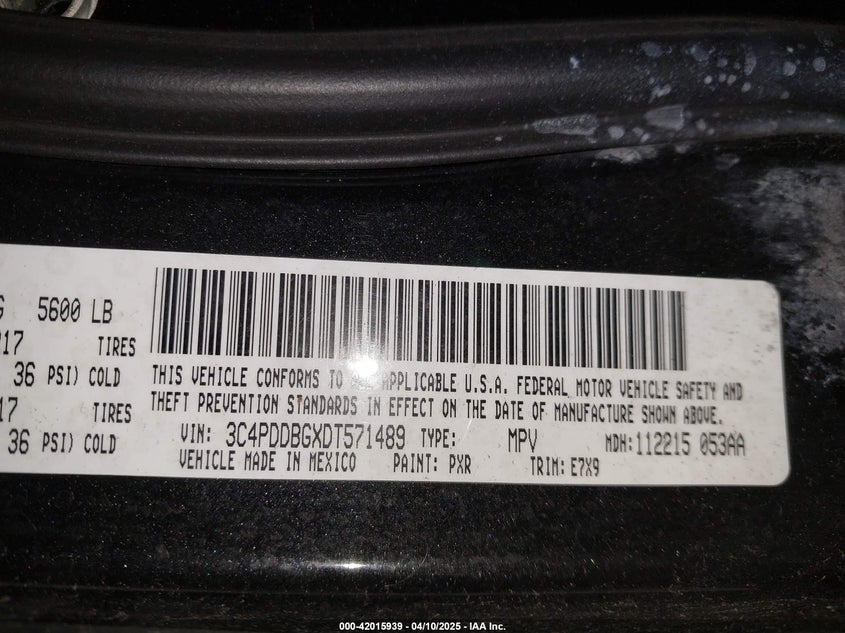 5600 LB
17 TIRES
36 PSI) COLD
17 TIRES
36 PSI) COLD
THIS VEHICLE CONFORMS TO APPLICABLE U.S.A. FEDERAL MOTOR VEHICLE SAFETY AND
THEFT PREVENTION STANDARDS IN EFFECT ON THE DATE OF MANUFACTURE SHOWN ABOVE.
VIN: 3C4PDDBGXDT571489 TYPE: MPV MDH:112215 053AA
VEHICLE MADE IN MEXICO PAINT: PXR TRIM: E7X9
000-42015939 - 04/10/2025 - IAA Inc.